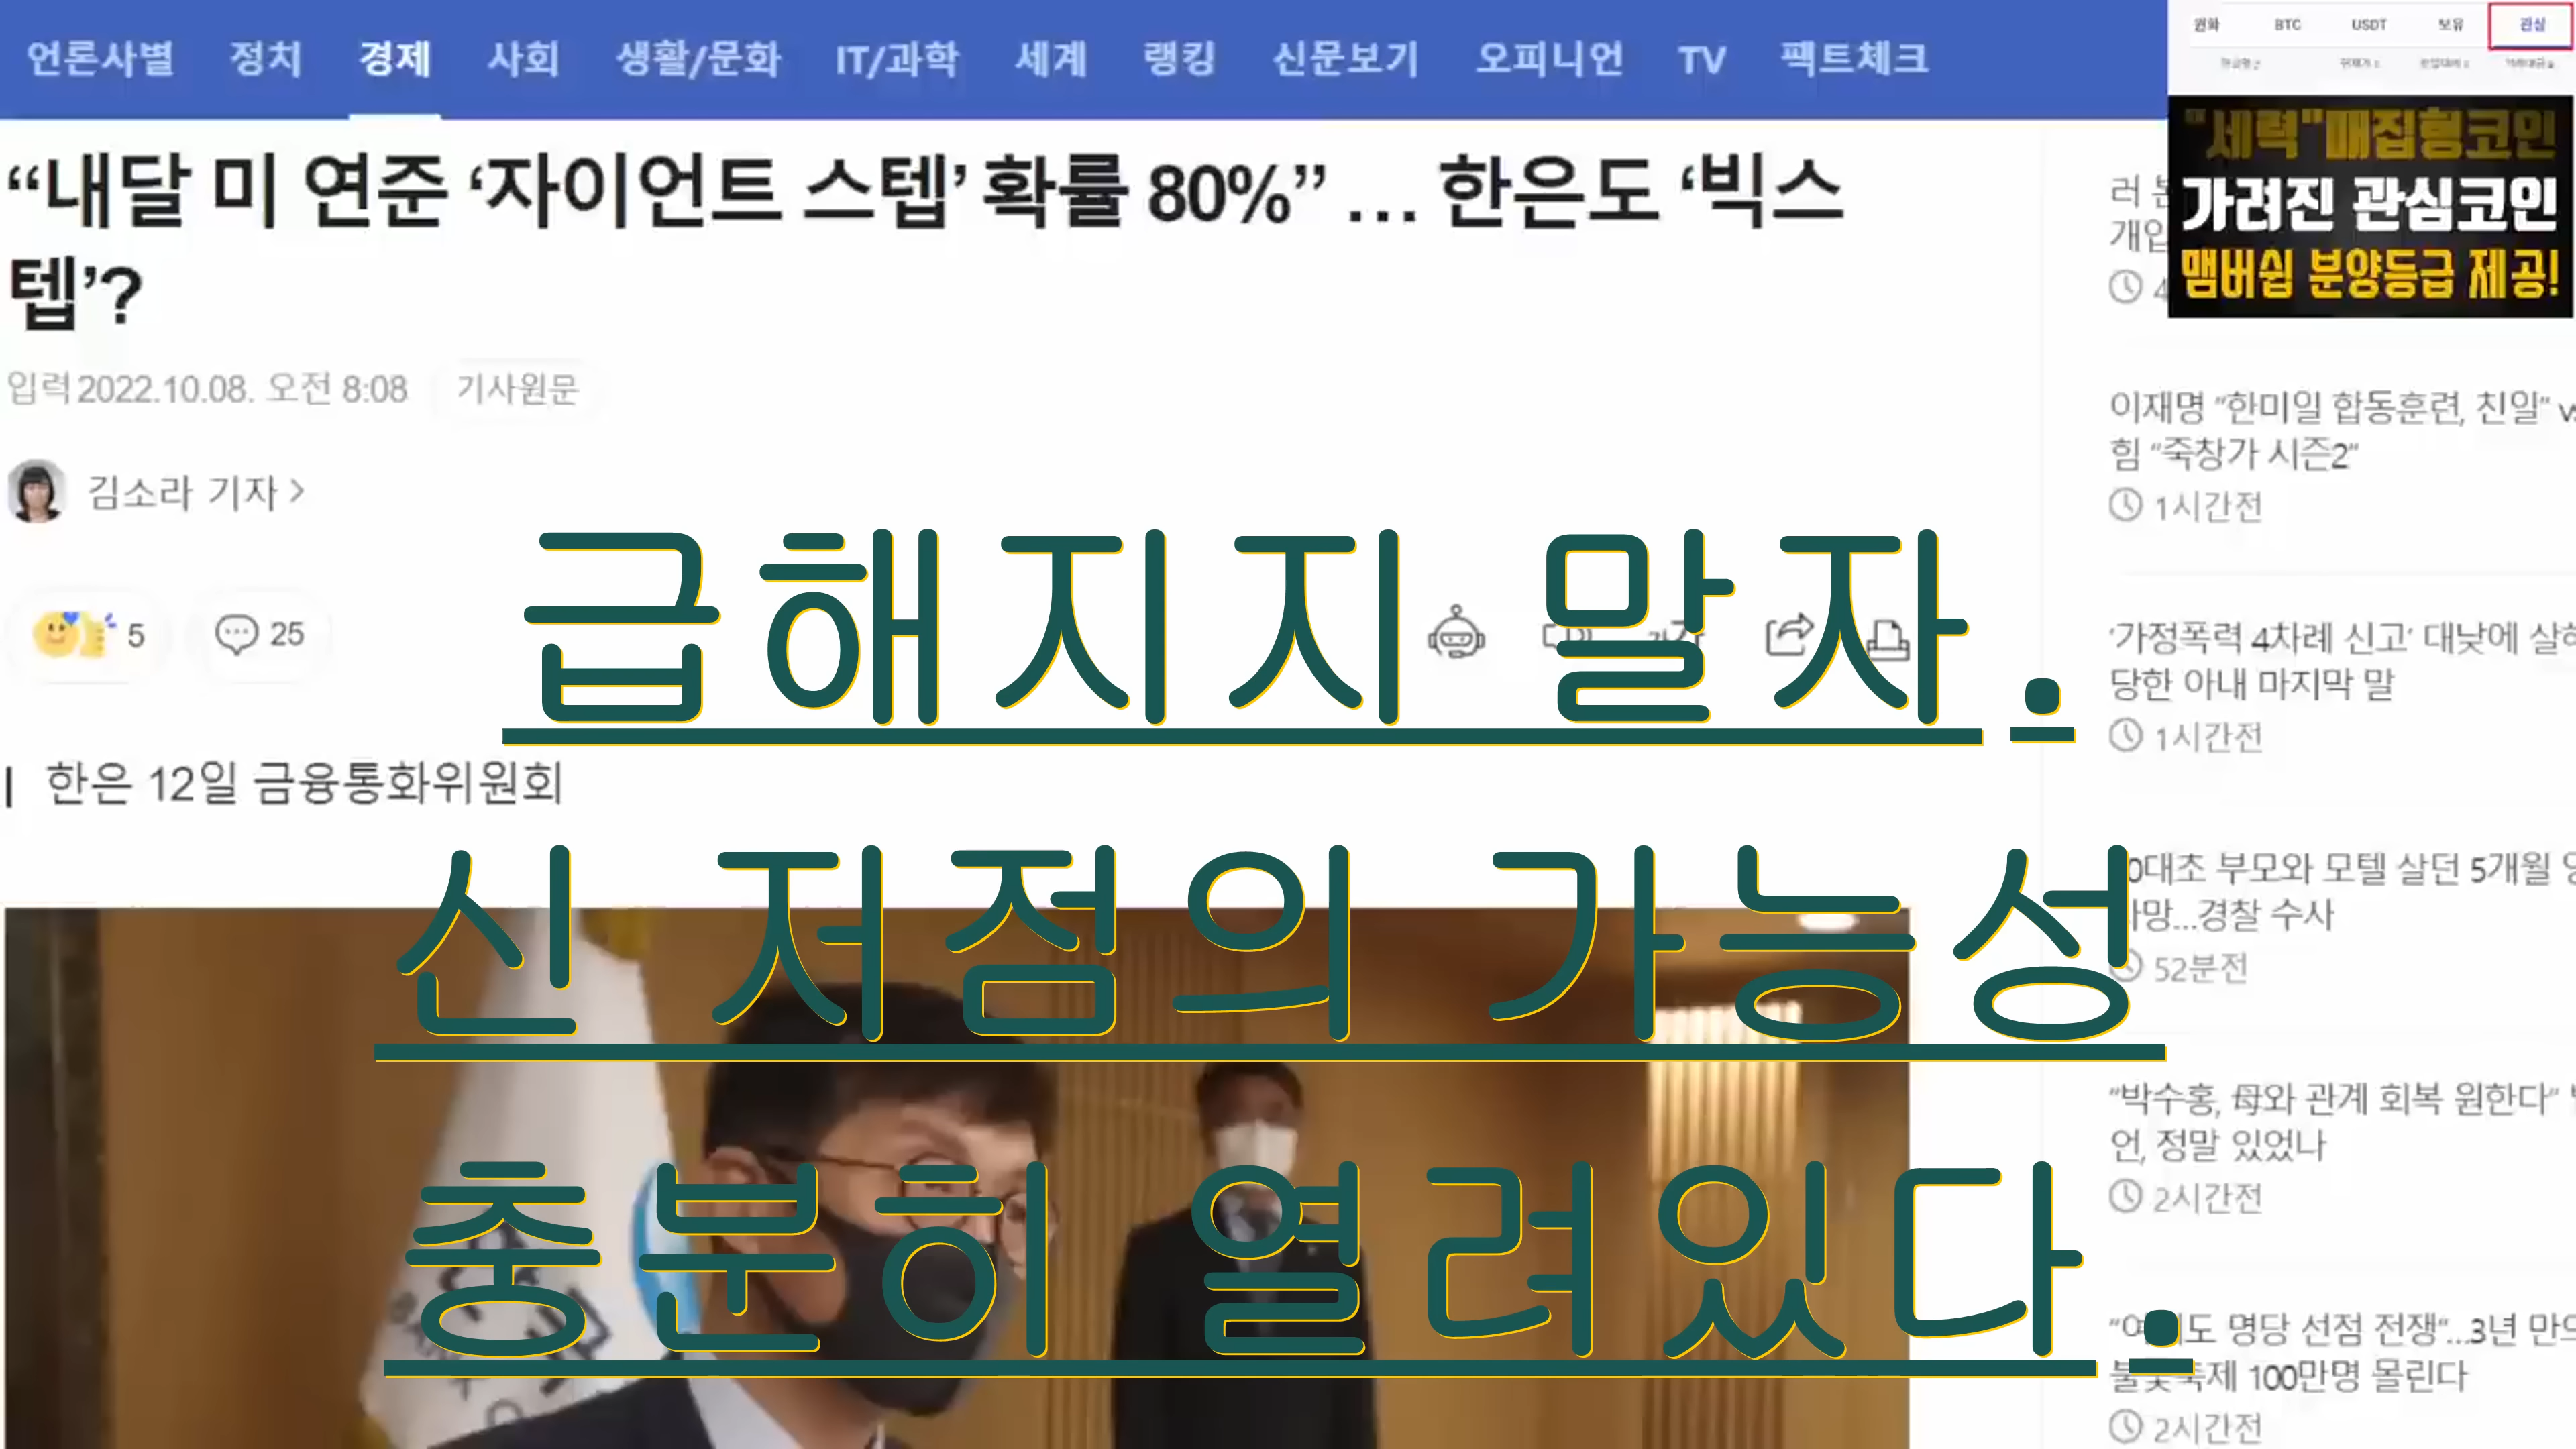 언론사별 정치 경제 사회 생활/문화 IT/과학 세계 랭킹 신문보기 오피니언 TV 팩트체크
“내달 미 연준 ‘자이언트 스텝’ 확률 80%” … 한은도 ‘빅스
텝’?
입력 2022.10.08. 오전 8:08 기사원문
김소라 기자 >
5 25
한은 12일 금융통화위원회
급해지지 말자.
신 저점의 가능성
충분히 열려있다.
원화 BTC USDT 보유 관심
"세력"매집형코인
가려진 관심코인
맴버쉽 분양등급 제공!
러
개입
4
이재명 “한미일 합동훈련, 친일”
힘 “죽창가 시즌2”
1시간전
‘가정폭력 4차례 신고’ 대낮에
당한 아내 마지막 말
1시간전
0대초 부모와 모텔 살던 5개월
...경찰 수사
52분전
“박수홍, 母와 관계 회복 원한다”
언, 정말 있었나
2시간전
명당 선점 전쟁”...3년
100만명 몰린다
2시간전